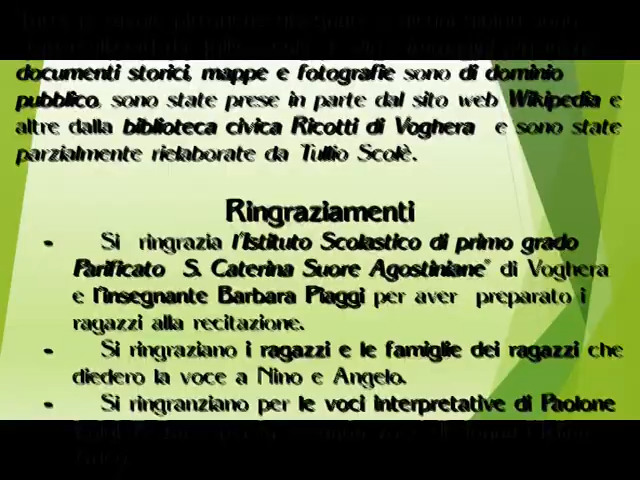 documenti storici, mappe e fotografie sono di dominio
pubblico, sono state prese in parte dal sito web Wikipedia e
altre dalla biblioteca civica Ricotti di Voghera e sono state
parzialmente rielaborate da Tullio Scolè.
Ringraziamenti
- Si ringrazia l'Istituto Scolastico di primo grado
Parificato S. Caterina Suore Agostiniane" di Voghera
e l'insegnante Barbara Piaggi per aver preparato i
ragazzi alla recitazione.
- Si ringraziano i ragazzi e le famiglie dei ragazzi che
diedero la voce a Nino e Angelo.
- Si ringranziano per le voci interpretative di Paolone